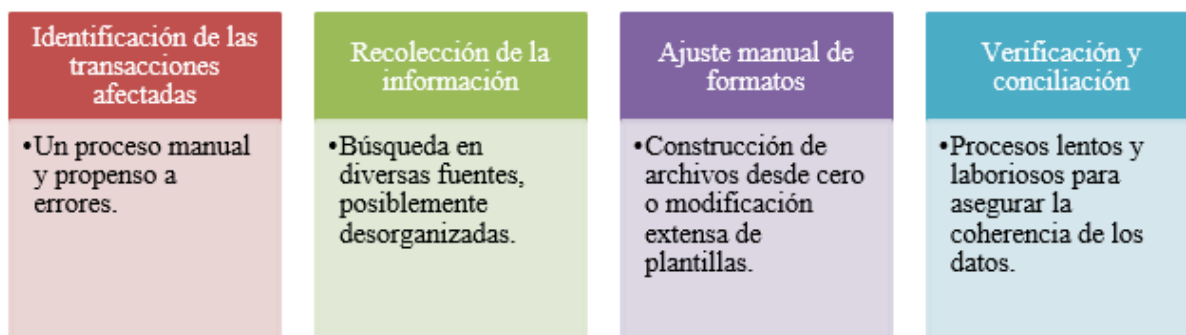 Identificación de las
transacciones
afectadas
•Un proceso manual
y propenso a
errores.
Recolección de la
información
•Búsqueda en
diversas fuentes,
posiblemente
desorganizadas.
Ajuste manual de
formatos
•Construcción de
archivos desde cero
o modificación
extensa de
plantillas.
Verificación y
conciliación
•Procesos lentos y
laboriosos para
asegurar la
coherencia de los
datos.